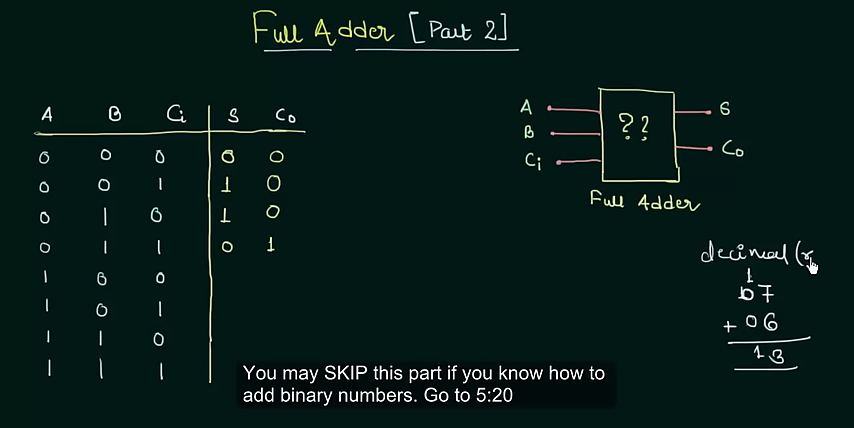 Full Adder [Part 2]
A B Ci S Co
0 0 0 0 0
0 0 1 1 0
0 1 0 1 0
0 1 1 0 1
1 0 0
1 0 1
1 1 0
1 1 1
A
B
Ci
??
S
Co
Full Adder
decimal (
1
07
+ 06
13
You may SKIP this part if you know how to
add binary numbers. Go to 5:20